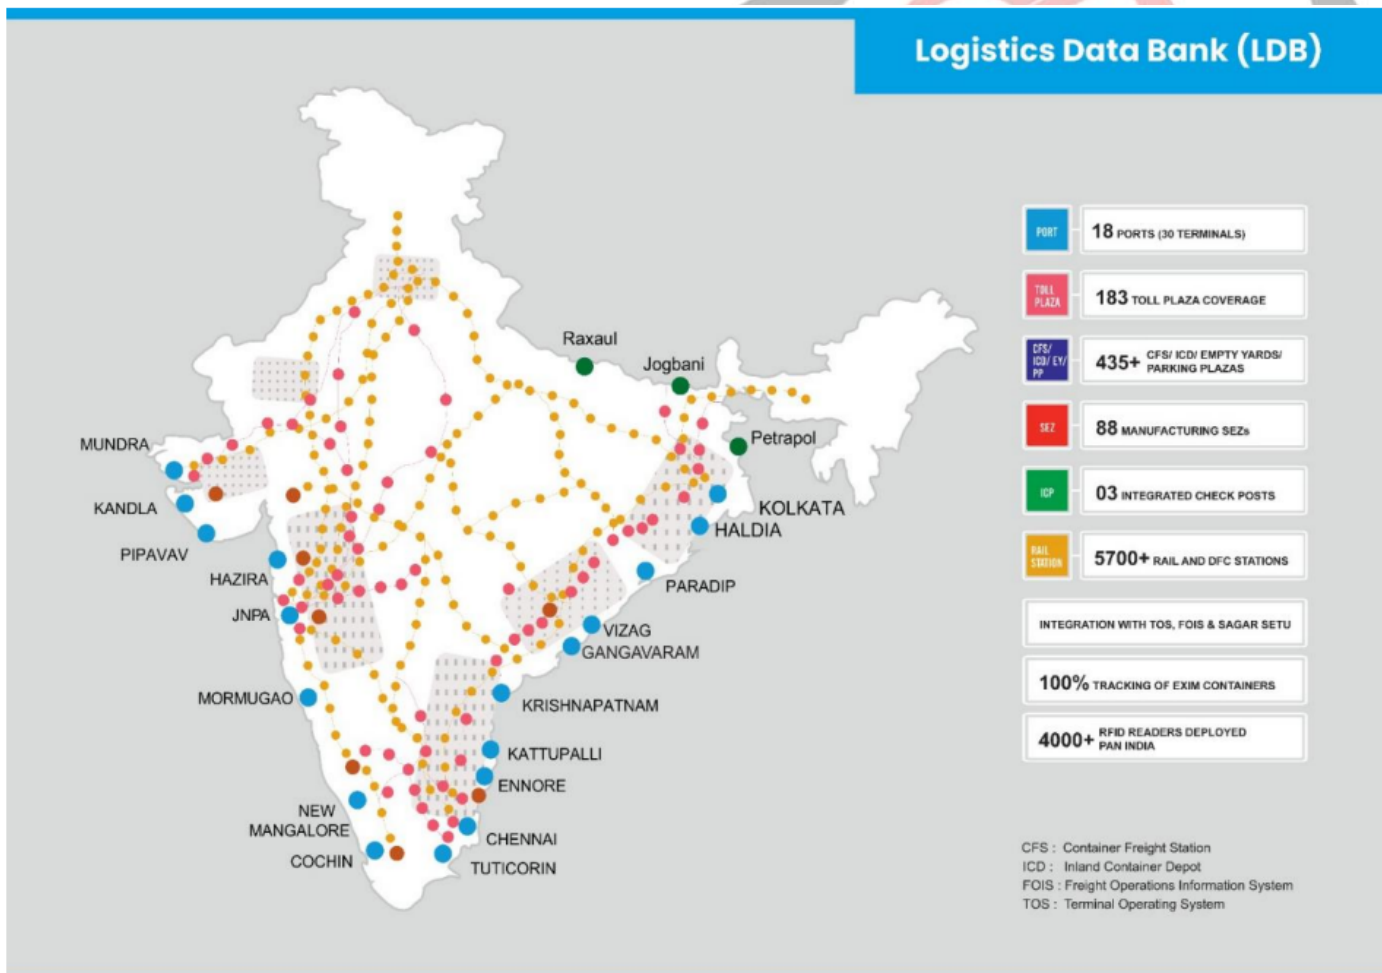 Logistics Data Bank (LDB)
Raxaul
Jogbani
Petrapol
MUNDRA
KANDLA
PIPAVAV
HAZIRA
JNPA
MORMUGAO
NEW
MANGALORE
COCHIN
KOLKATA
HALDIA
PARADIP
VIZAG
GANGAVARAM
KRISHNAPATNAM
KATTUPALLI
ENNORE
CHENNAI
TUTICORIN
PORT
18 PORTS (30 TERMINALS)
TOLL
PLAZA
183 TOLL PLAZA COVERAGE
CFS/
ICD/ EY/
PP
435+ CFS/ ICD/ EMPTY YARDS/
PARKING PLAZAS
SEZ
88 MANUFACTURING SEZs
ICP
03 INTEGRATED CHECK POSTS
RAIL
STATION
5700+ RAIL AND DFC STATIONS
INTEGRATION WITH TOS, FOIS & SAGAR SETU
100% TRACKING OF EXIM CONTAINERS
4000+ RFID READERS DEPLOYED
PAN INDIA
CFS : Container Freight Station
ICD : Inland Container Depot
FOIS : Freight Operations Information System
TOS : Terminal Operating System